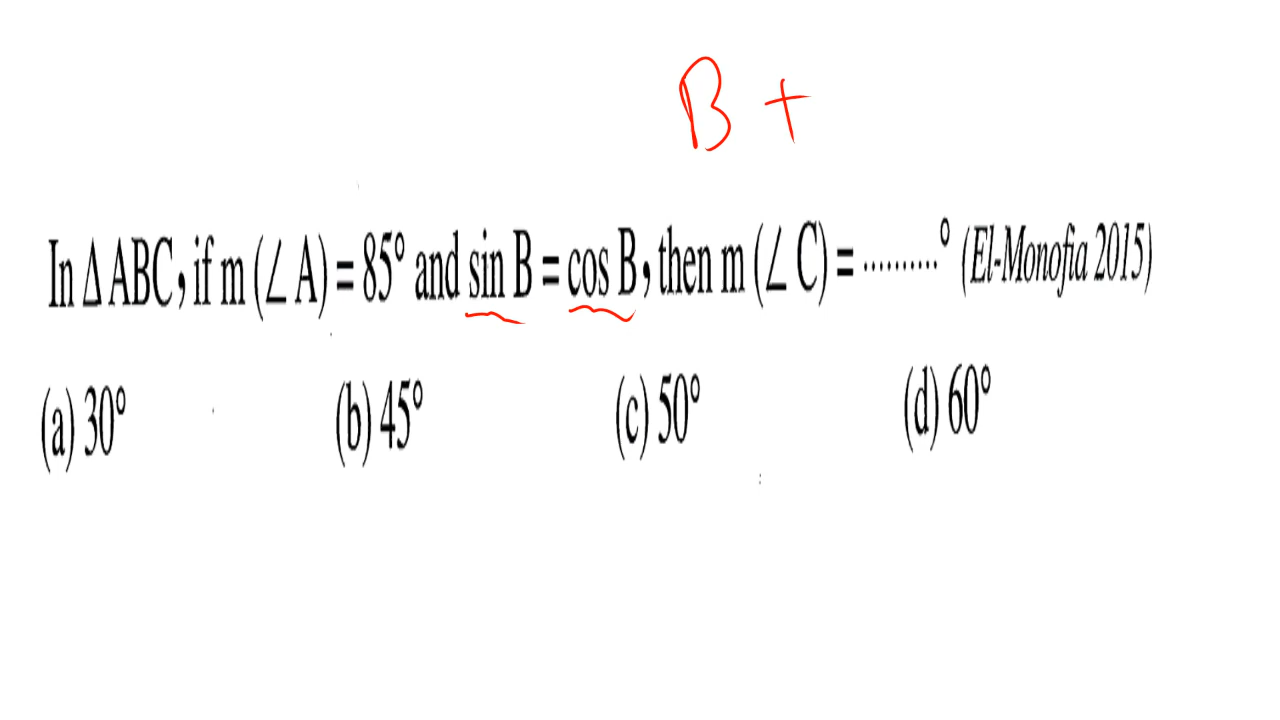 B +
In Δ ABC, if m (∠ A) = 85° and sin B = cos B, then m (∠ C) = ..........° (El-Monofia 2015)
(a) 30° (b) 45° (c) 50° (d) 60°